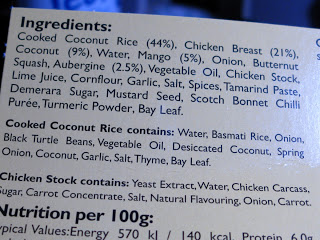 Ingredients:
Cooked Coconut Rice (44%), Chicken Breast (21%),
Coconut (9%), Water, Mango (5%), Onion, Butternut
Squash, Aubergine (2.5%), Vegetable Oil, Chicken Stock,
Lime Juice, Cornflour, Garlic, Salt, Spices, Tamarind Paste,
Demerara Sugar, Mustard Seed, Scotch Bonnet Chilli
Purée, Turmeric Powder, Bay Leaf.
Cooked Coconut Rice contains: Water, Basmati Rice, Onion,
Black Turtle Beans, Vegetable Oil, Desiccated Coconut, Spring
Onion, Coconut, Garlic, Salt, Thyme, Bay Leaf.
Chicken Stock contains: Yeast Extract, Water, Chicken Carcass,
Sugar, Carrot Concentrate, Salt, Natural Flavouring, Onion, Carrot.
Nutrition per 100g:
Typical Values: Energy 570 kJ / 140 kcal, Protein 6.0g